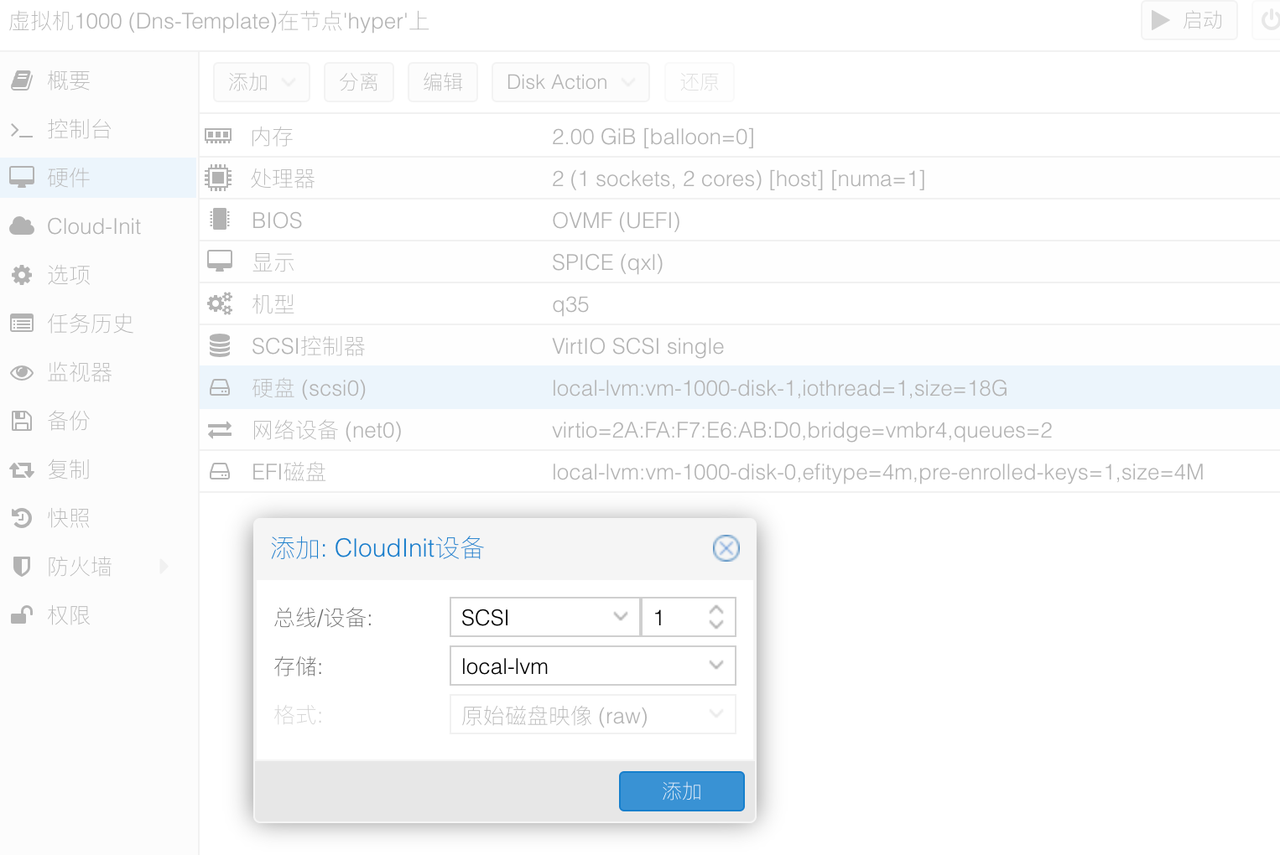 虚拟机1000 (Dns-Template)在节点'hyper'上
启动
概要
控制台
硬件
Cloud-Init
选项
任务历史
监视器
备份
复制
快照
防火墙
权限
添加
分离
编辑
Disk Action
还原
内存 2.00 GiB [balloon=0]
处理器 2 (1 sockets, 2 cores) [host] [numa=1]
BIOS OVMF (UEFI)
显示 SPICE (qxl)
机型 q35
SCSI控制器 VirtIO SCSI single
硬盘 (scsi0) local-lvm:vm-1000-disk-1,iothread=1,size=18G
网络设备 (net0) virtio=2A:FA:F7:E6:AB:D0,bridge=vmbr4,queues=2
EFI磁盘 local-lvm:vm-1000-disk-0,efitype=4m,pre-enrolled-keys=1,size=4M
添加: CloudInit设备
总线/设备: SCSI 1
存储: local-lvm
格式: 原始磁盘映像 (raw)
添加